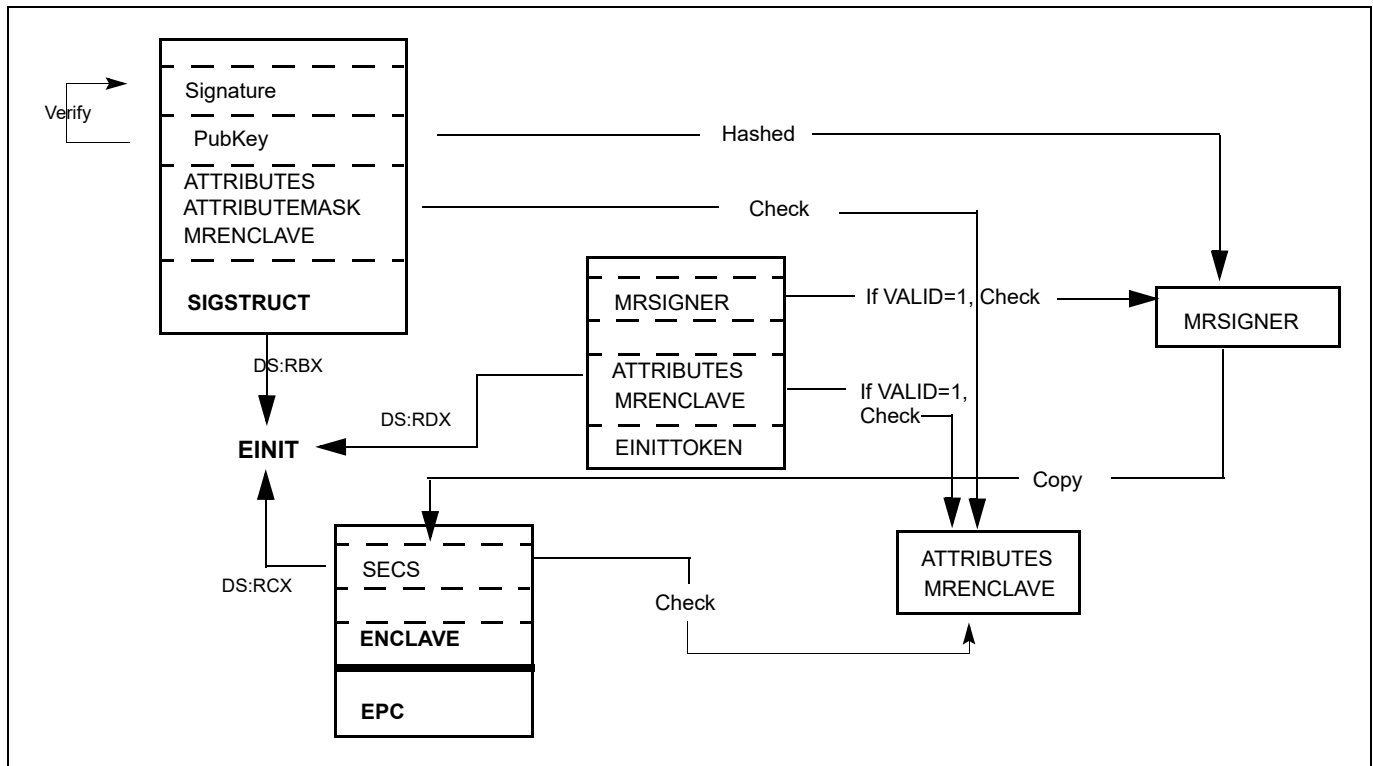 Signature
Verify
PubKey
Hashed
ATTRIBUTES
ATTRIBUTEMASK
MRENCLAVE
Check
SIGSTRUCT
MRSIGNER
If VALID=1, Check
MRSIGNER
DS:RBX
ATTRIBUTES
MRENCLAVE
If VALID=1,
Check
DS:RDX
EINIT
EINITTOKEN
Copy
SECS
DS:RCX
Check
ATTRIBUTES
MRENCLAVE
ENCLAVE
EPC